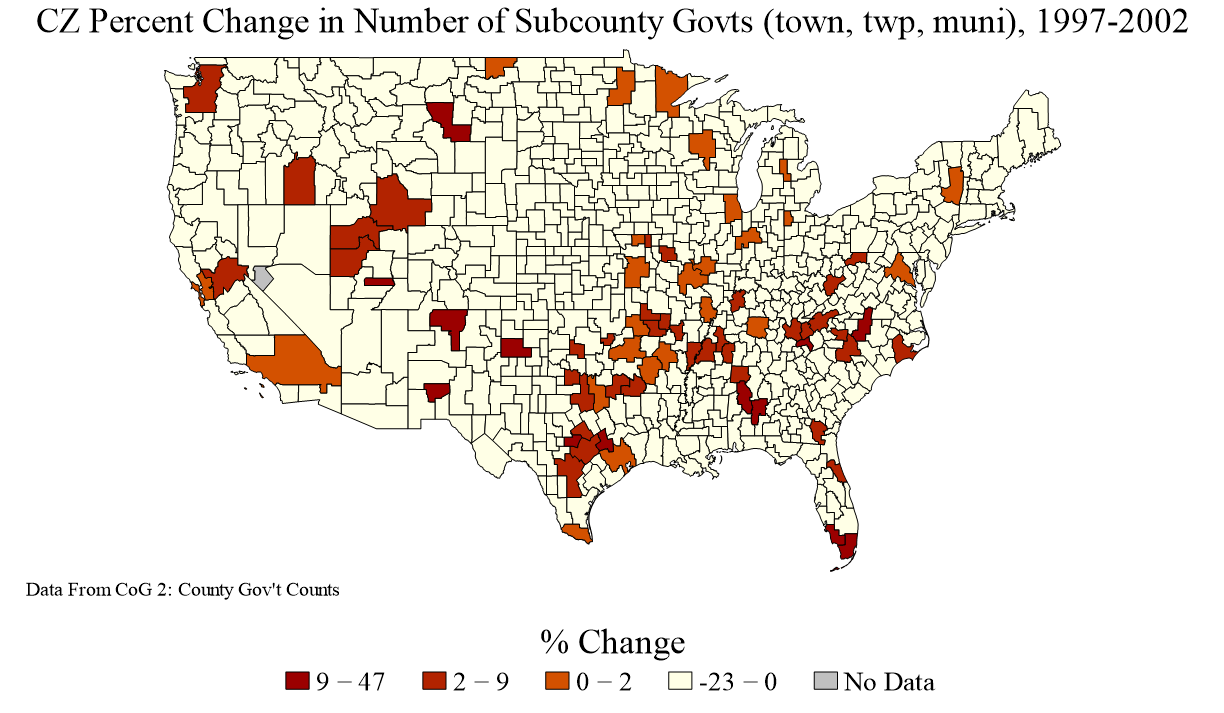 CZ Percent Change in Number of Subcounty Govts (town, twp, muni), 1997-2002
Data From CoG 2: County Gov't Counts
% Change
9 − 47 2 − 9 0 − 2 -23 − 0 No Data